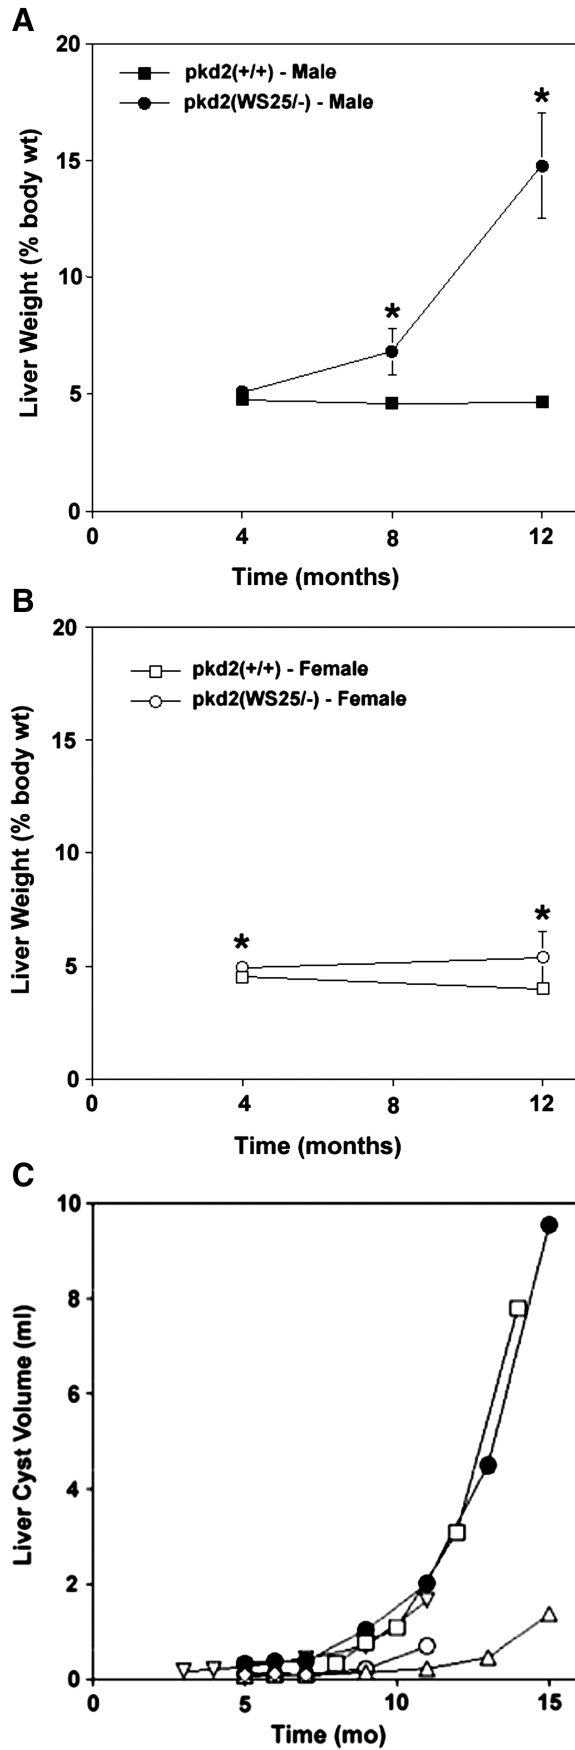 A
20
pkd2(+/+) - Male
pkd2(WS25/-) - Male
*
15
Liver Weight (% body wt)
10
*
5
0
0 4 8 12
Time (months)
B
20
pkd2(+/+) - Female
pkd2(WS25/-) - Female
15
Liver Weight (% body wt)
10
* *
5
0
0 4 8 12
Time (months)
C
10
8
Liver Cyst Volume (ml)
6
4
2
0
0 5 10 15
Time (mo)